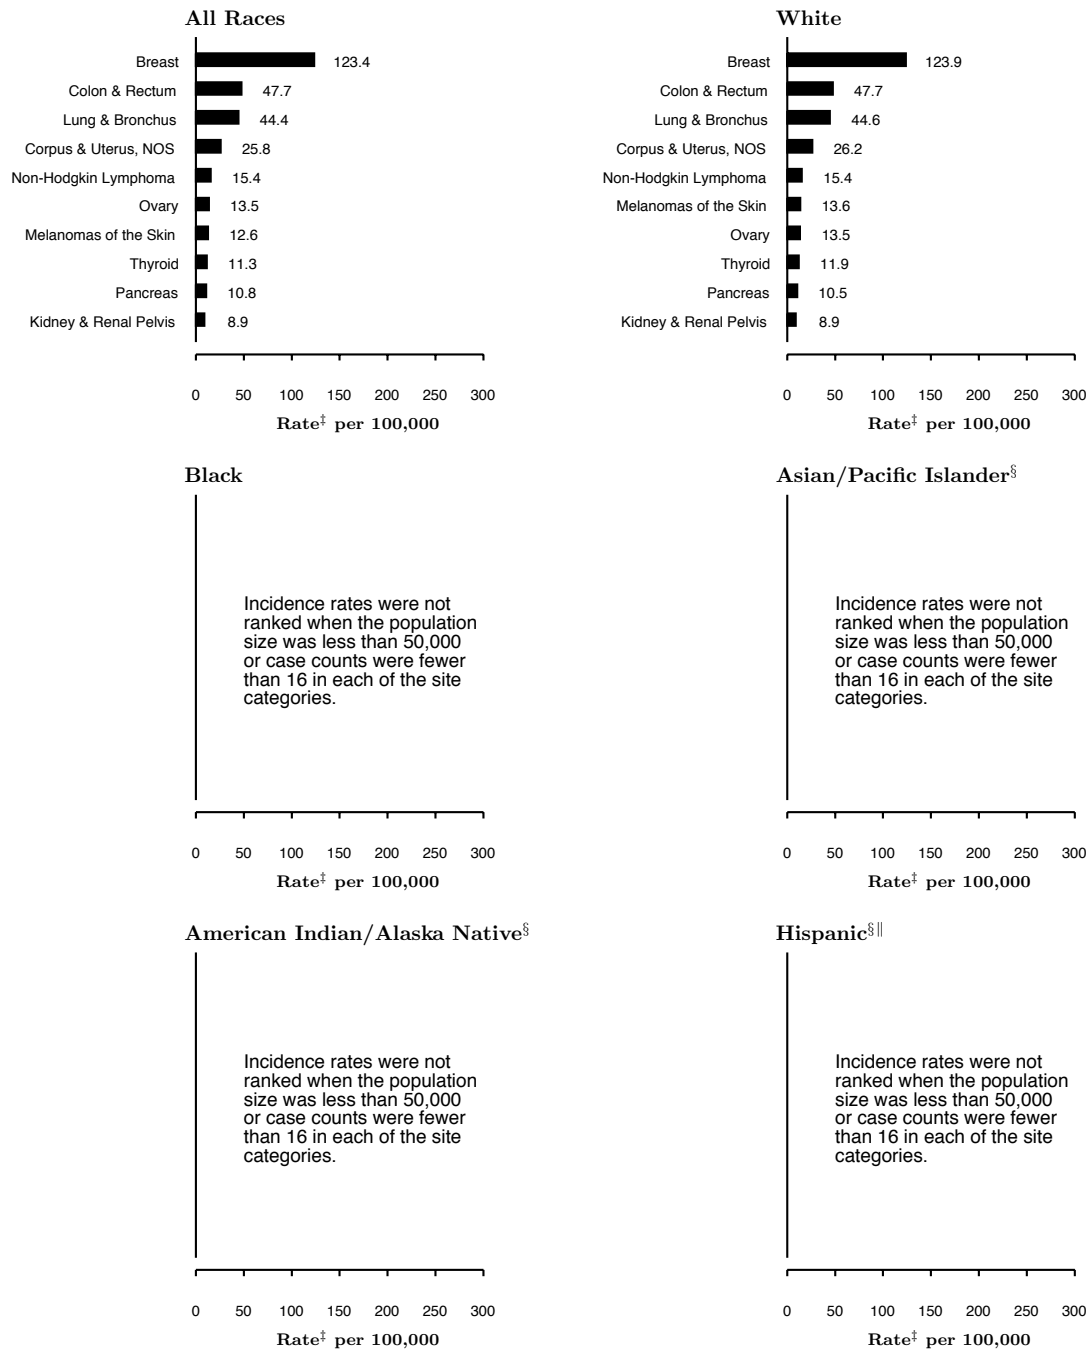 All Races
Breast 123.4
Colon & Rectum 47.7
Lung & Bronchus 44.4
Corpus & Uterus, NOS 25.8
Non-Hodgkin Lymphoma 15.4
Ovary 13.5
Melanomas of the Skin 12.6
Thyroid 11.3
Pancreas 10.8
Kidney & Renal Pelvis 8.9
0 50 100 150 200 250 300
Rate‡ per 100,000
White
Breast 123.9
Colon & Rectum 47.7
Lung & Bronchus 44.6
Corpus & Uterus, NOS 26.2
Non-Hodgkin Lymphoma 15.4
Melanomas of the Skin 13.6
Ovary 13.5
Thyroid 11.9
Pancreas 10.5
Kidney & Renal Pelvis 8.9
0 50 100 150 200 250 300
Rate‡ per 100,000
Black
Incidence rates were not
ranked when the population
size was less than 50,000
or case counts were fewer
than 16 in each of the site
categories.
0 50 100 150 200 250 300
Rate‡ per 100,000
Asian/Pacific Islander§
Incidence rates were not
ranked when the population
size was less than 50,000
or case counts were fewer
than 16 in each of the site
categories.
0 50 100 150 200 250 300
Rate‡ per 100,000
American Indian/Alaska Native§
Incidence rates were not
ranked when the population
size was less than 50,000
or case counts were fewer
than 16 in each of the site
categories.
0 50 100 150 200 250 300
Rate‡ per 100,000
Hispanic§‖
Incidence rates were not
ranked when the population
size was less than 50,000
or case counts were fewer
than 16 in each of the site
categories.
0 50 100 150 200 250 300
Rate‡ per 100,000